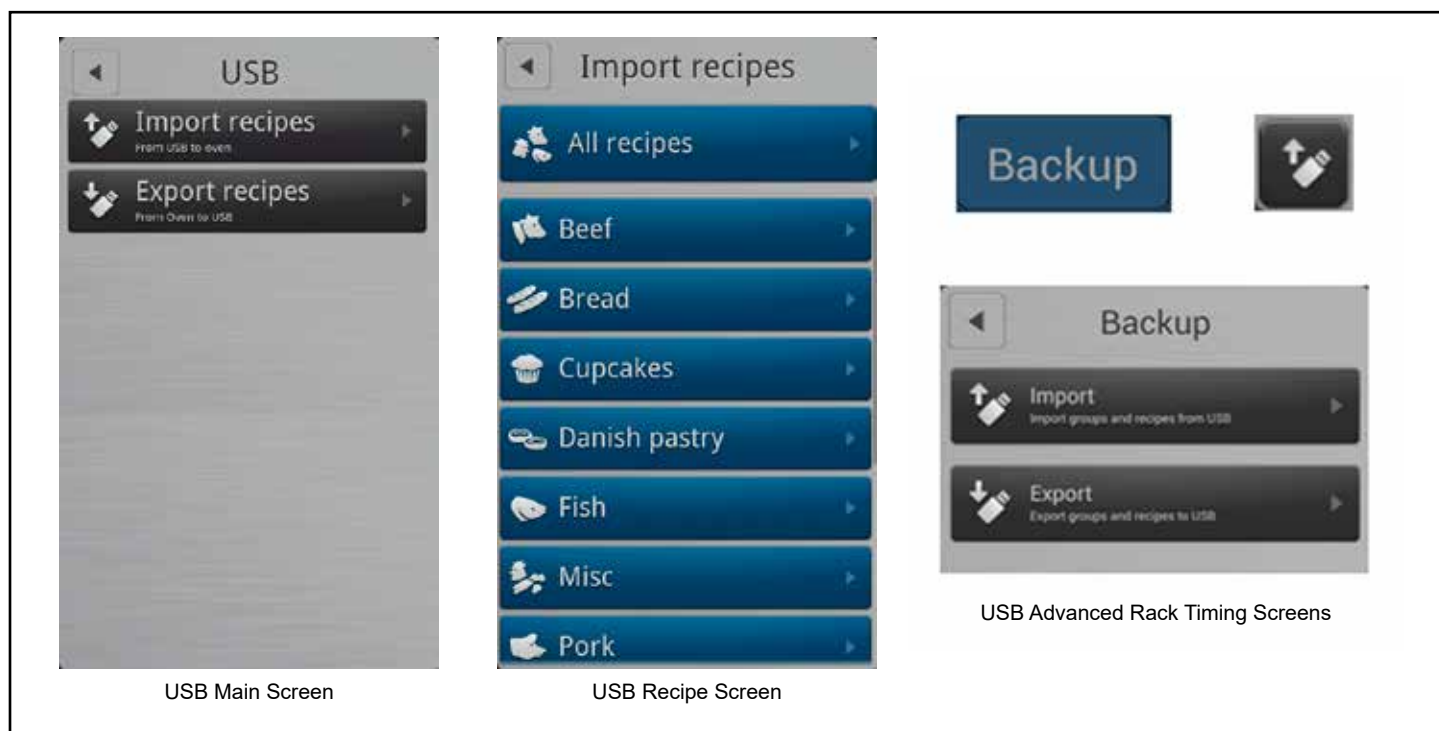 USB
Import recipes
From USB to oven
Export recipes
From Oven to USB
USB Main Screen
Import recipes
All recipes
Beef
Bread
Cupcakes
Danish pastry
Fish
Misc
Pork
USB Recipe Screen
Backup
Backup
Import
Import groups and recipes from USB
Export
Export groups and recipes to USB
USB Advanced Rack Timing Screens